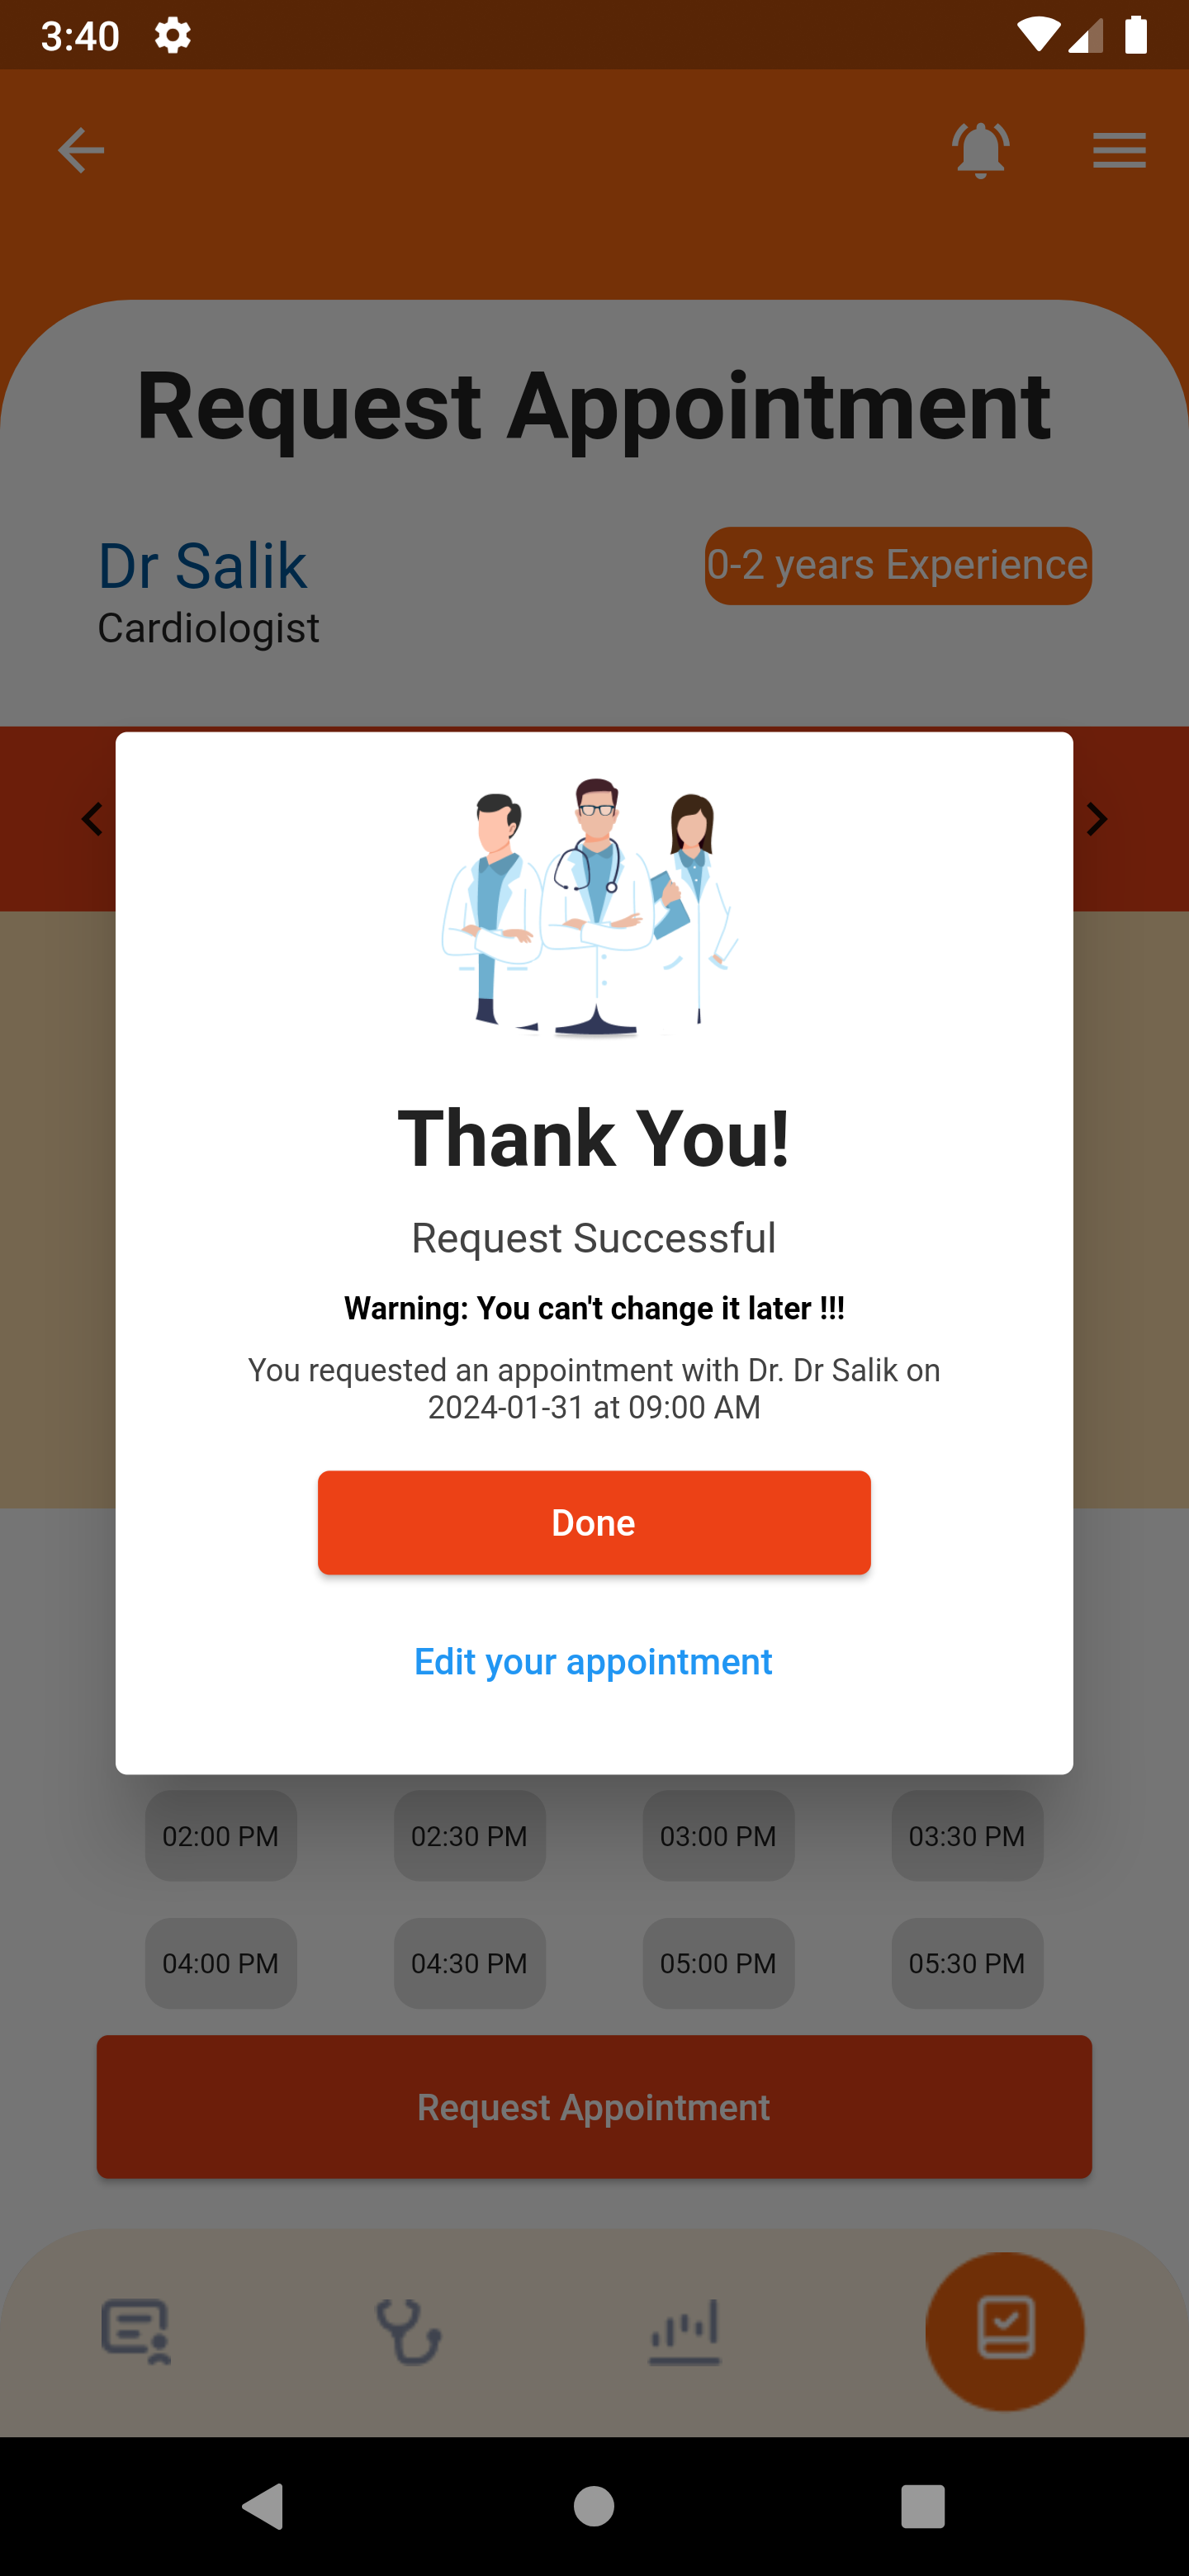 3:40
Request Appointment
Dr Salik
0-2 years Experience
Cardiologist
Thank You!
Request Successful
Warning: You can't change it later !!!
You requested an appointment with Dr. Dr Salik on
2024-01-31 at 09:00 AM
Done
Edit your appointment
02:00 PM 02:30 PM 03:00 PM 03:30 PM
04:00 PM 04:30 PM 05:00 PM 05:30 PM
Request Appointment